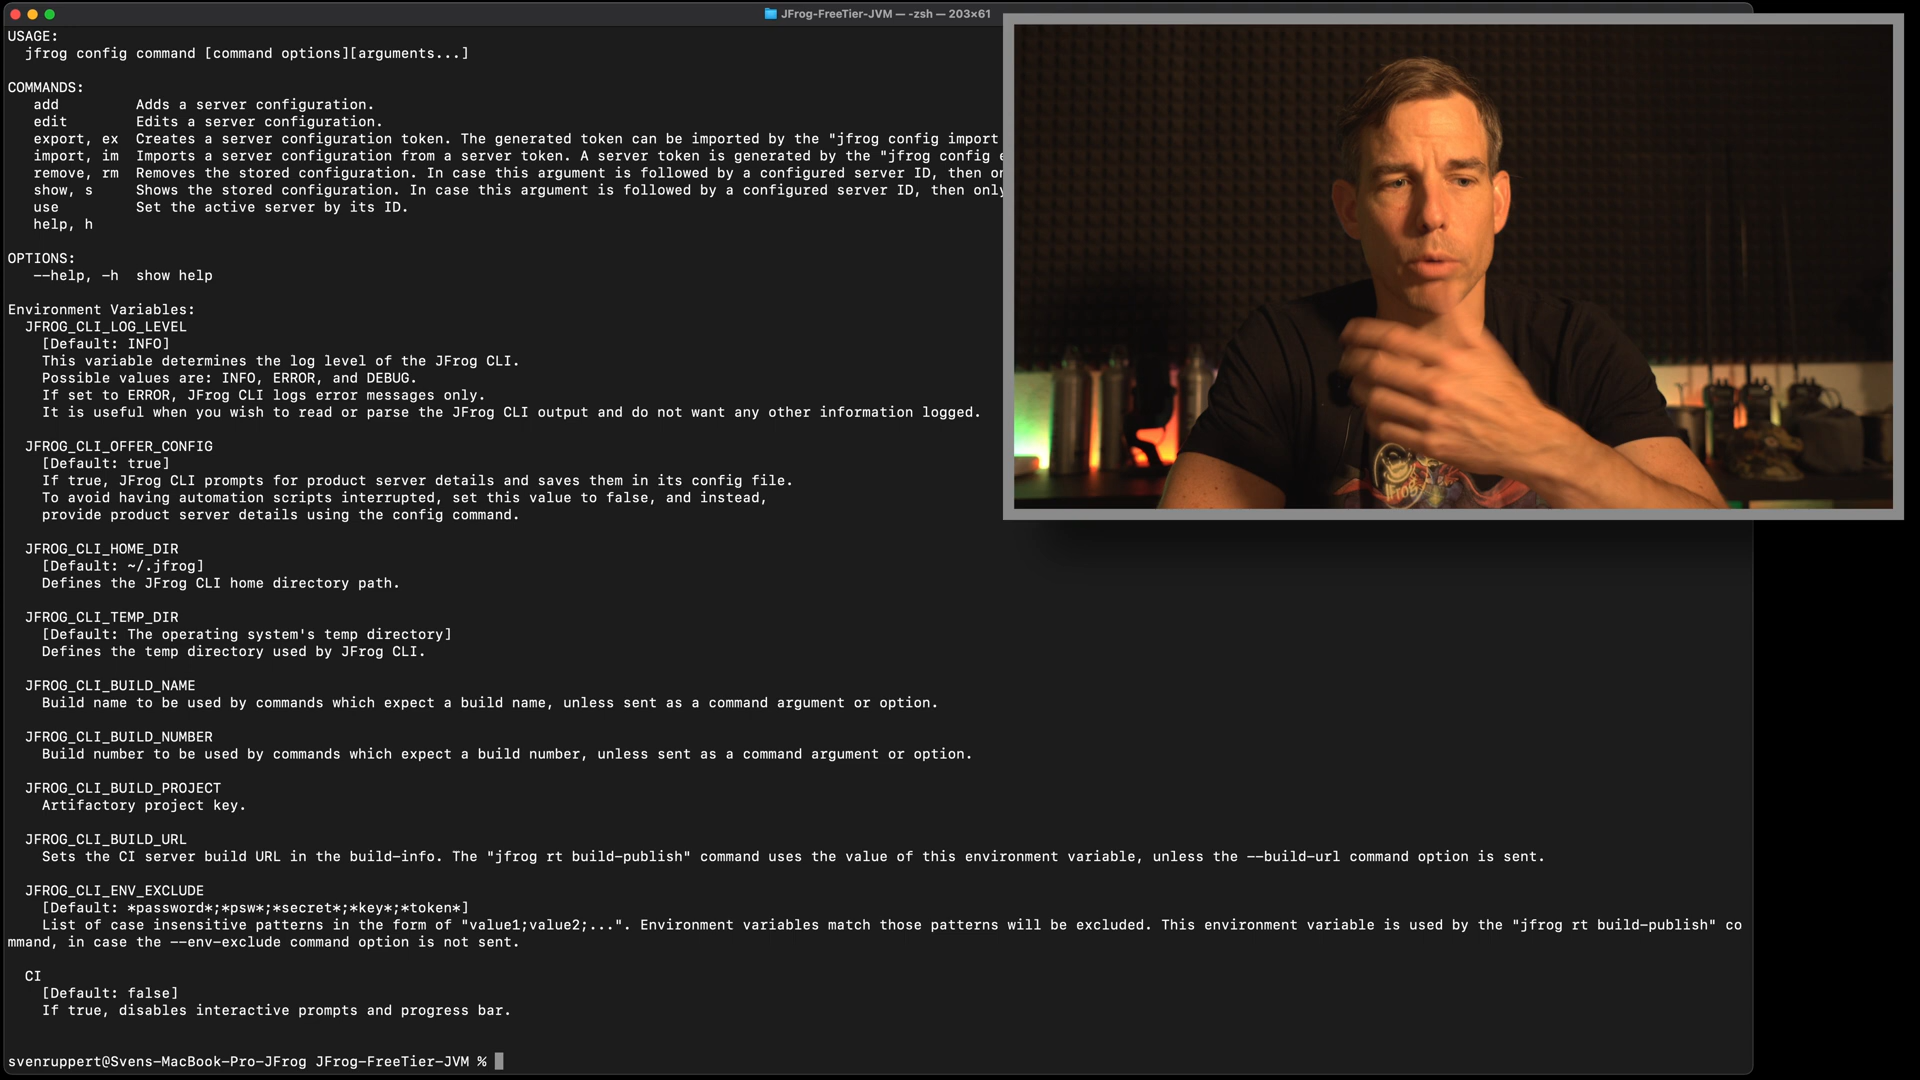 JFrog-FreeTier-JVM — -zsh — 203×61
USAGE:
jfrog config command [command options][arguments...]
COMMANDS:
add Adds a server configuration.
edit Edits a server configuration.
export, ex Creates a server configuration token. The generated token can be imported by the "jfrog config import
import, im Imports a server configuration from a server token. A server token is generated by the "jfrog config e
remove, rm Removes the stored configuration. In case this argument is followed by a configured server ID, then on
show, s Shows the stored configuration. In case this argument is followed by a configured server ID, then only
use Set the active server by its ID.
help, h
OPTIONS:
--help, -h show help
Environment Variables:
JFROG_CLI_LOG_LEVEL
[Default: INFO]
This variable determines the log level of the JFrog CLI.
Possible values are: INFO, ERROR, and DEBUG.
If set to ERROR, JFrog CLI logs error messages only.
It is useful when you wish to read or parse the JFrog CLI output and do not want any other information logged.
JFROG_CLI_OFFER_CONFIG
[Default: true]
If true, JFrog CLI prompts for product server details and saves them in its config file.
To avoid having automation scripts interrupted, set this value to false, and instead,
provide product server details using the config command.
JFROG_CLI_HOME_DIR
[Default: ~/.jfrog]
Defines the JFrog CLI home directory path.
JFROG_CLI_TEMP_DIR
[Default: The operating system's temp directory]
Defines the temp directory used by JFrog CLI.
JFROG_CLI_BUILD_NAME
Build name to be used by commands which expect a build name, unless sent as a command argument or option.
JFROG_CLI_BUILD_NUMBER
Build number to be used by commands which expect a build number, unless sent as a command argument or option.
JFROG_CLI_BUILD_PROJECT
Artifactory project key.
JFROG_CLI_BUILD_URL
Sets the CI server build URL in the build-info. The "jfrog rt build-publish" command uses the value of this environment variable, unless the --build-url command option is sent.
JFROG_CLI_ENV_EXCLUDE
[Default: *password*;*psw*;*secret*;*key*;*token*]
List of case insensitive patterns in the form of "value1;value2;...". Environment variables match those patterns will be excluded. This environment variable is used by the "jfrog rt build-publish" co
mmand, in case the --env-exclude command option is not sent.
CI
[Default: false]
If true, disables interactive prompts and progress bar.
svenruppert@Svens-MacBook-Pro-JFrog JFrog-FreeTier-JVM %